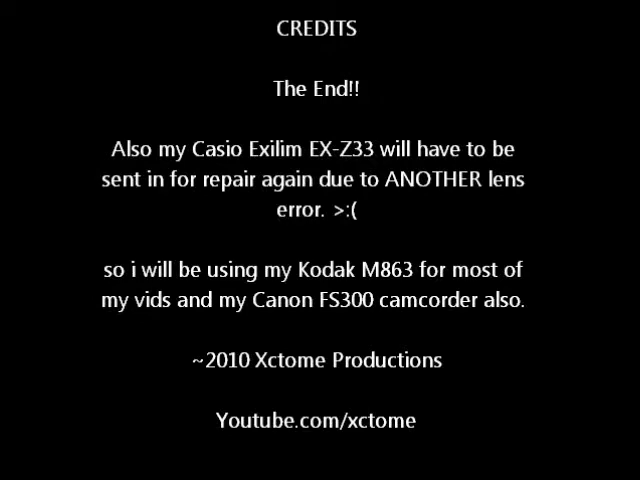 CREDITS
The End!!
Also my Casio Exilim EX-Z33 will have to be
sent in for repair again due to ANOTHER lens
error. >:(
so i will be using my Kodak M863 for most of
my vids and my Canon FS300 camcorder also.
~2010 Xctome Productions
Youtube.com/xctome